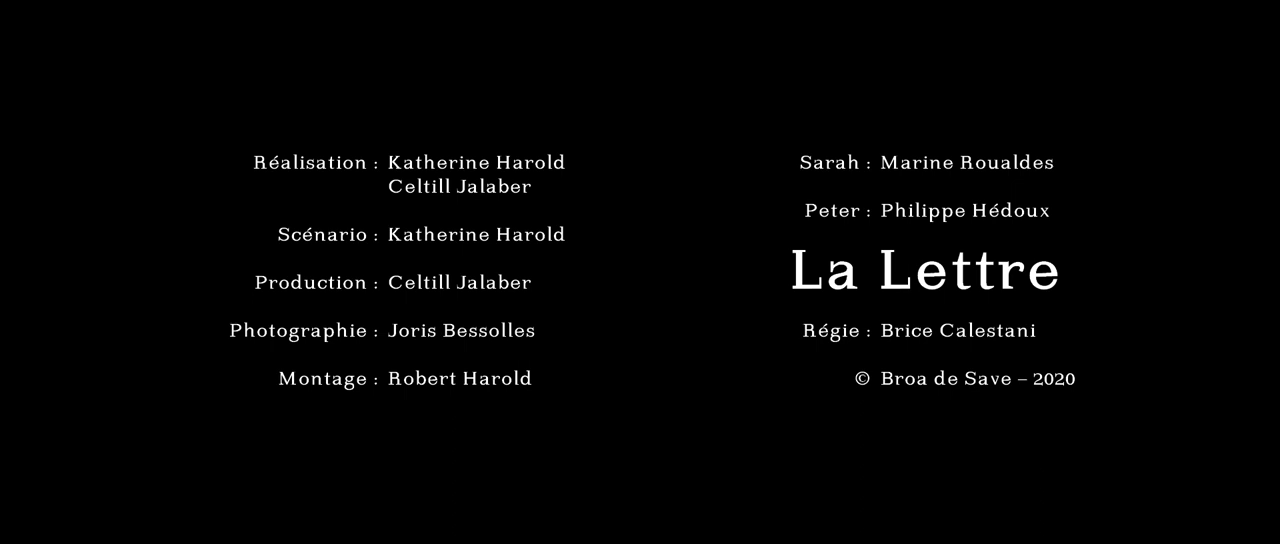 Réalisation : Katherine Harold
Celtill Jalaber
Scénario : Katherine Harold
Production : Celtill Jalaber
Photographie : Joris Bessolles
Montage : Robert Harold
Sarah : Marine Roualdes
Peter : Philippe Hédoux
La Lettre
Régie : Brice Calestani
© Broa de Save – 2020